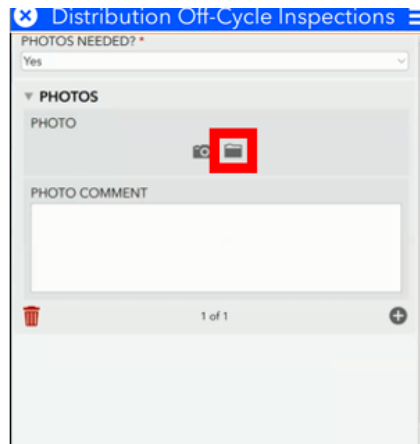 Distribution Off-Cycle Inspections
PHOTOS NEEDED? *
Yes
PHOTOS
PHOTO
PHOTO COMMENT
1 of 1